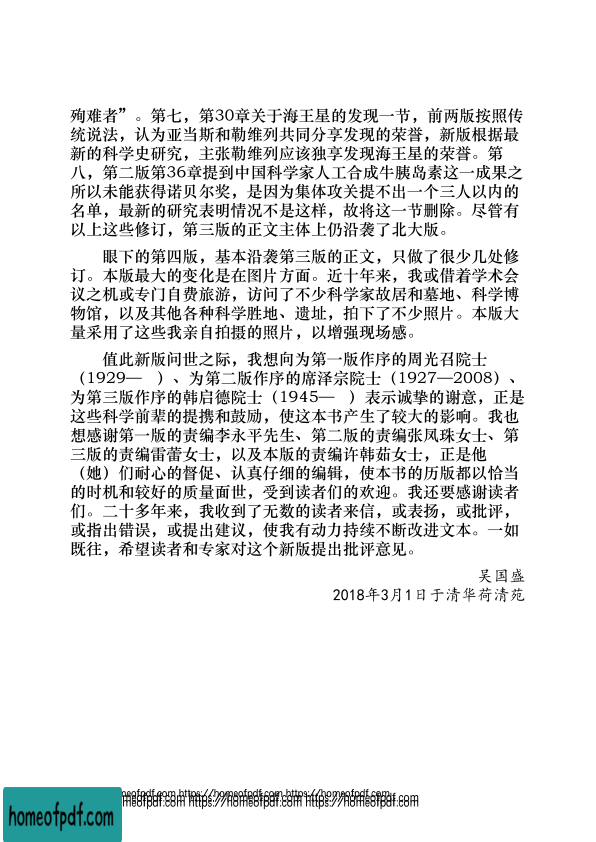 殉难者”。第七，第30章关于海王星的发现一节，前两版按照传
统说法，认为亚当斯和勒维列共同分享发现的荣誉，新版根据最
新的科学史研究，主张勒维列应该独享发现海王星的荣誉。第
八，第二版第36章提到中国科学家人工合成牛胰岛素这一成果之
所以未能获得诺贝尔奖，是因为集体攻关提不出一个三人以内的
名单，最新的研究表明情况不是这样，故将这一节删除。尽管有
以上这些修订，第三版的正文主体上仍沿袭了北大版。
眼下的第四版，基本沿袭第三版的正文，只做了很少几处修
订。本版最大的变化是在图片方面。近十年来，我或借着学术会
议之机或专门自费旅游，访问了不少科学家故居和墓地、科学博
物馆，以及其他各种科学胜地、遗址，拍下了不少照片。本版大
量采用了这些我亲自拍摄的照片，以增强现场感。
值此新版问世之际，我想向为第一版作序的周光召院士
（1929—　）、为第二版作序的席泽宗院士（1927—2008）、
为第三版作序的韩启德院士（1945—　）表示诚挚的谢意，正是
这些科学前辈的提携和鼓励，使这本书产生了较大的影响。我也
想感谢第一版的责编李永平先生、第二版的责编张凤珠女士、第
三版的责编雷蕾女士，以及本版的责编许韩茹女士，正是他
（她）们耐心的督促、认真仔细的编辑，使本书的历版都以恰当
的时机和较好的质量面世，受到读者们的欢迎。我还要感谢读者
们。二十多年来，我收到了无数的读者来信，或表扬，或批评，
或指出错误，或提出建议，使我有动力持续不断改进文本。一如
既往，希望读者和专家对这个新版提出批评意见。
吴国盛
2018年3月1日于清华荷清苑
homeofpdf.com https://homeofpdf.com https://homeofpdf.com
homeofpdf.com https://homeofpdf.com https://homeofpdf.com
homeofpdf.com